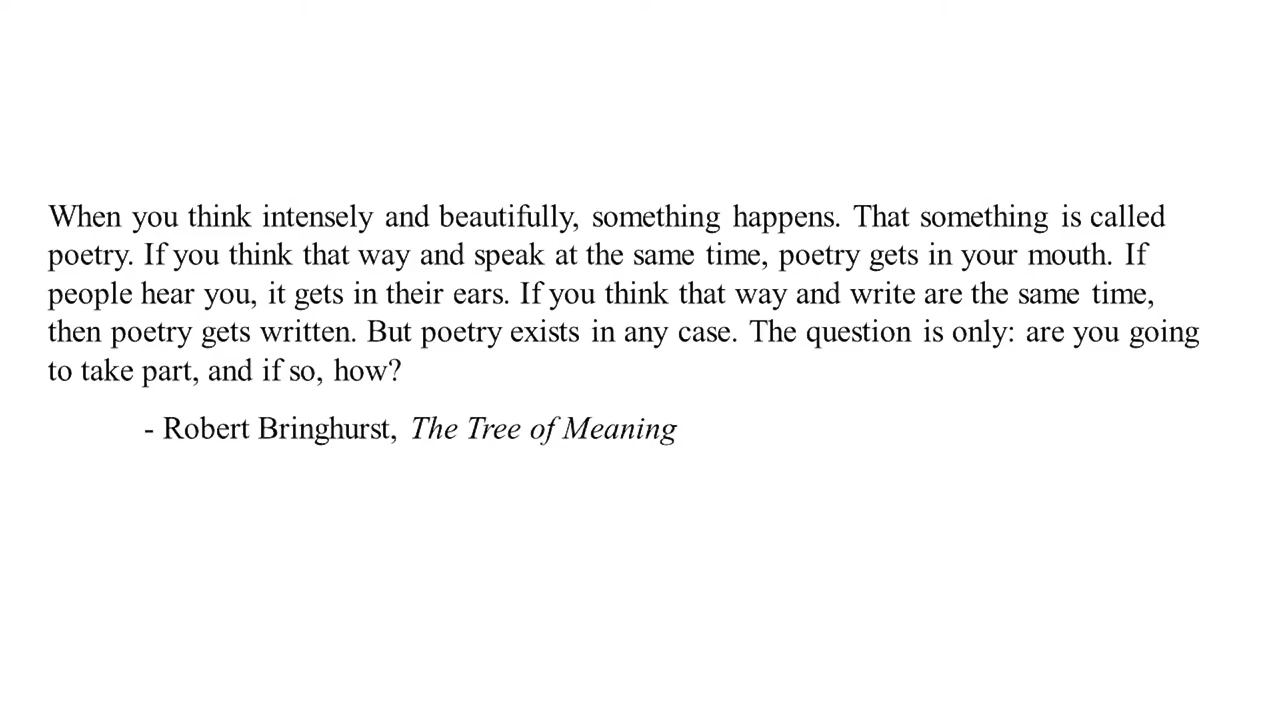 When you think intensely and beautifully, something happens. That something is called
poetry. If you think that way and speak at the same time, poetry gets in your mouth. If
people hear you, it gets in their ears. If you think that way and write are the same time,
then poetry gets written. But poetry exists in any case. The question is only: are you going
to take part, and if so, how?
- Robert Bringhurst, The Tree of Meaning